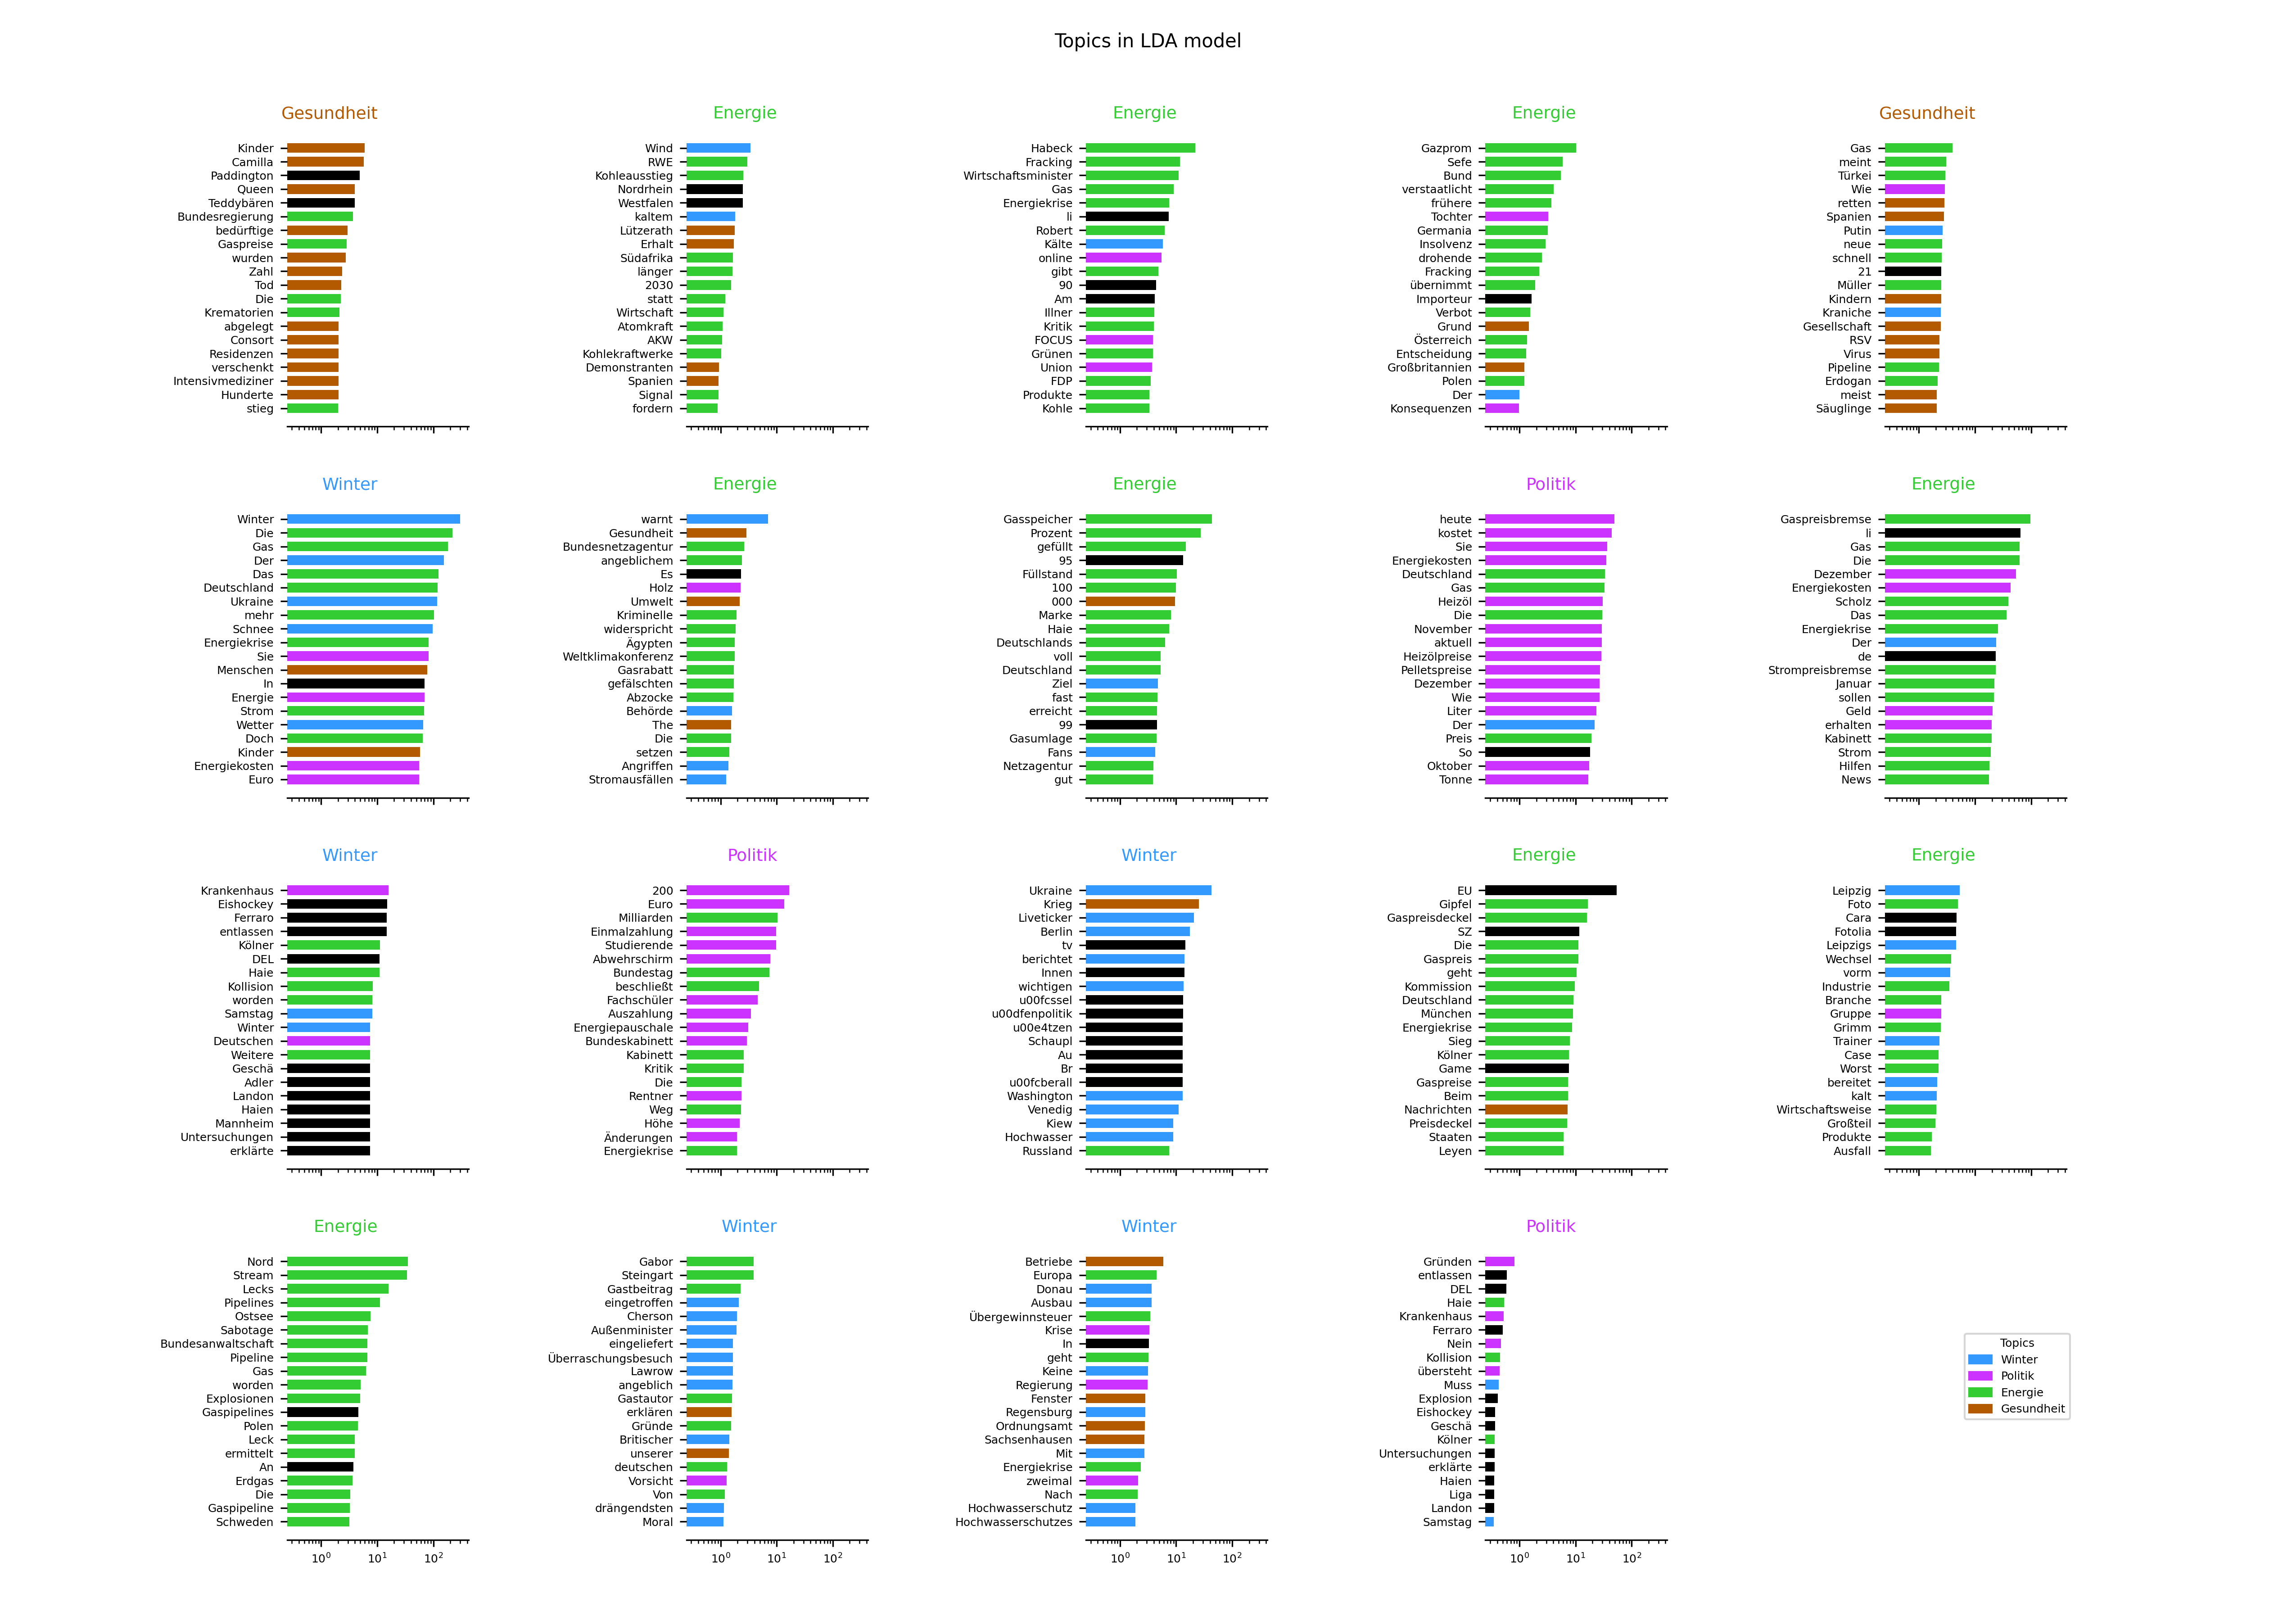 Topics in LDA model
Gesundheit
Kinder
Camilla
Paddington
Queen
Teddybären
Bundesregierung
bedürftige
Gaspreise
wurden
Zahl
Tod
Die
Krematorien
abgelegt
Consort
Residenzen
verschenkt
Intensivmediziner
Hunderte
stieg
Energie
Wind
RWE
Kohleausstieg
Nordrhein
Westfalen
kaltem
Lützerath
Erhalt
Südafrika
länger
2030
statt
Wirtschaft
Atomkraft
AKW
Kohlekraftwerke
Demonstranten
Spanien
Signal
fordern
Energie
Habeck
Fracking
Wirtschaftsminister
Gas
Energiekrise
li
Robert
Kälte
online
gibt
90
Am
Illner
Kritik
FOCUS
Grünen
Union
FDP
Produkte
Kohle
Energie
Gazprom
Sefe
Bund
verstaatlicht
frühere
Tochter
Germania
Insolvenz
drohende
Fracking
übernimmt
Importeur
Verbot
Grund
Österreich
Entscheidung
Großbritannien
Polen
Der
Konsequenzen
Gesundheit
Gas
meint
Türkei
Wie
retten
Spanien
Putin
neue
schnell
21
Müller
Kindern
Kraniche
Gesellschaft
RSV
Virus
Pipeline
Erdogan
meist
Säuglinge
Winter
Winter
Die
Gas
Der
Das
Deutschland
Ukraine
mehr
Schnee
Energiekrise
Sie
Menschen
In
Energie
Strom
Wetter
Doch
Kinder
Energiekosten
Euro
Energie
warnt
Gesundheit
Bundesnetzagentur
angeblichem
Es
Holz
Umwelt
Kriminelle
widerspricht
Ägypten
Weltklimakonferenz
Gasrabatt
gefälschten
Abzocke
Behörde
The
Die
setzen
Angriffen
Stromausfällen
Energie
Gasspeicher
Prozent
gefüllt
95
Füllstand
100
000
Marke
Haie
Deutschlands
voll
Deutschland
Ziel
fast
erreicht
99
Gasumlage
Fans
Netzagentur
gut
Politik
heute
kostet
Sie
Energiekosten
Deutschland
Gas
Heizöl
Die
November
aktuell
Heizölpreise
Pelletspreise
Dezember
Wie
Liter
Der
Preis
So
Oktober
Tonne
Energie
Gaspreisbremse
li
Gas
Die
Dezember
Energiekosten
Scholz
Das
Energiekrise
Der
de
Strompreisbremse
Januar
sollen
Geld
erhalten
Kabinett
Strom
Hilfen
News
Winter
Krankenhaus
Eishockey
Ferraro
entlassen
Kölner
DEL
Haie
Kollision
worden
Samstag
Winter
Deutschen
Weitere
Geschä
Adler
Landon
Haien
Mannheim
Untersuchungen
erklärte
Politik
200
Euro
Milliarden
Einmalzahlung
Studierende
Abwehrschirm
Bundestag
beschließt
Fachschüler
Auszahlung
Energiepauschale
Bundeskabinett
Kabinett
Kritik
Die
Rentner
Weg
Höhe
Änderungen
Energiekrise
Winter
Ukraine
Krieg
Liveticker
Berlin
tv
berichtet
Innen
wichtigen
u00fcssel
u00dfenpolitik
u00e4tzen
Schaupl
Au
Br
u00fcberall
Washington
Venedig
Kiew
Hochwasser
Russland
Energie
EU
Gipfel
Gaspreisdeckel
SZ
Die
Gaspreis
geht
Kommission
Deutschland
München
Energiekrise
Sieg
Kölner
Game
Gaspreise
Beim
Nachrichten
Preisdeckel
Staaten
Leyen
Energie
Leipzig
Foto
Cara
Fotolia
Leipzigs
Wechsel
vorm
Industrie
Branche
Gruppe
Grimm
Trainer
Case
Worst
bereitet
kalt
Wirtschaftsweise
Großteil
Produkte
Ausfall
Energie
Nord
Stream
Lecks
Pipelines
Ostsee
Sabotage
Bundesanwaltschaft
Pipeline
Gas
worden
Explosionen
Gaspipelines
Polen
Leck
ermittelt
An
Erdgas
Die
Gaspipeline
Schweden
10⁰ 10¹ 10²
Winter
Gabor
Steingart
Gastbeitrag
eingetroffen
Cherson
Außenminister
eingeliefert
Überraschungsbesuch
Lawrow
angeblich
Gastautor
erklären
Gründe
Britischer
unserer
deutschen
Vorsicht
Von
drängendsten
Moral
10⁰ 10¹ 10²
Winter
Betriebe
Europa
Donau
Ausbau
Übergewinnsteuer
Krise
In
geht
Keine
Regierung
Fenster
Regensburg
Ordnungsamt
Sachsenhausen
Mit
Energiekrise
zweimal
Nach
Hochwasserschutz
Hochwasserschutzes
10⁰ 10¹ 10²
Politik
Gründen
entlassen
DEL
Haie
Krankenhaus
Ferraro
Nein
Kollision
übersteht
Muss
Explosion
Eishockey
Geschä
Kölner
Untersuchungen
erklärte
Haien
Liga
Landon
Samstag
10⁰ 10¹ 10²
Topics
Winter
Politik
Energie
Gesundheit